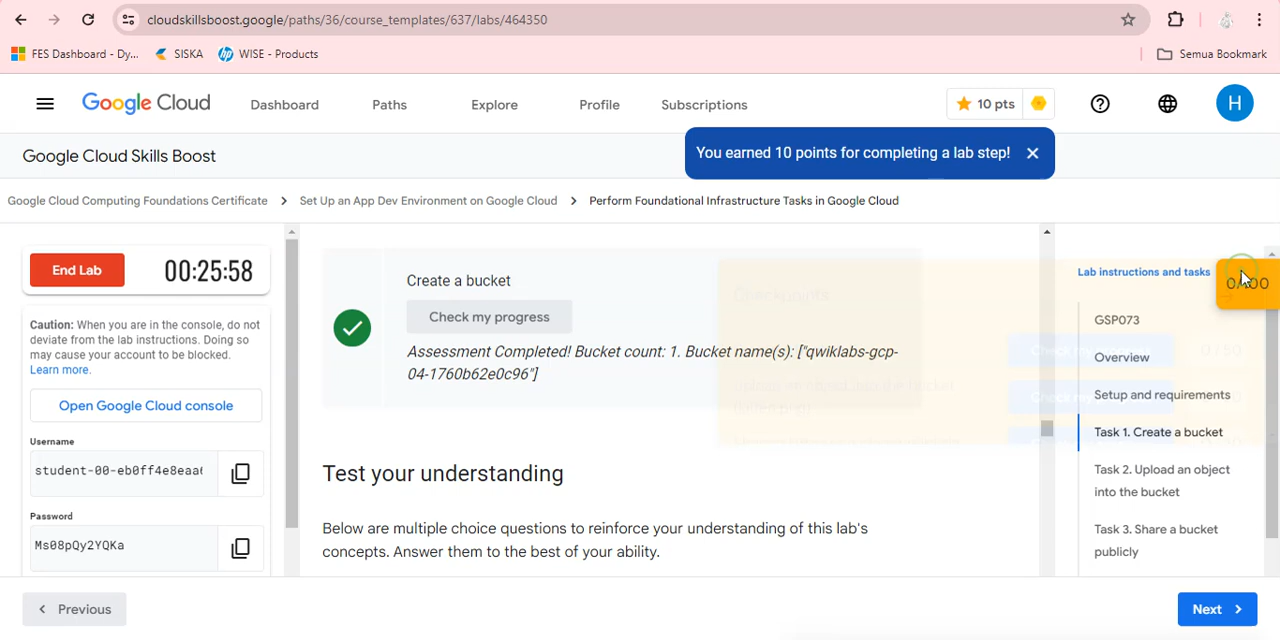 cloudskillsboost.google/paths/36/course_templates/637/labs/464350
FES Dashboard - Dy... SISKA WISE - Products Semua Bookmark
Google Cloud Dashboard Paths Explore Profile Subscriptions 10 pts H
Google Cloud Skills Boost
You earned 10 points for completing a lab step!
Google Cloud Computing Foundations Certificate Set Up an App Dev Environment on Google Cloud Perform Foundational Infrastructure Tasks in Google Cloud
End Lab 00:25:58
Caution: When you are in the console, do not
deviate from the lab instructions. Doing so
may cause your account to be blocked.
Learn more.
Open Google Cloud console
Username
student-00-eb0ff4e8eaa
Password
Ms08pQy2YQKa
Create a bucket
Check my progress
Assessment Completed! Bucket count: 1. Bucket name(s): ["qwiklabs-gcp-
04-1760b62e0c96"]
Checkpoints
Test your understanding
Below are multiple choice questions to reinforce your understanding of this lab's
concepts. Answer them to the best of your ability.
Lab instructions and tasks
GSP073
Overview
Setup and requirements
Task 1. Create a bucket
Task 2. Upload an object
into the bucket
Task 3. Share a bucket
publicly
Previous
Next